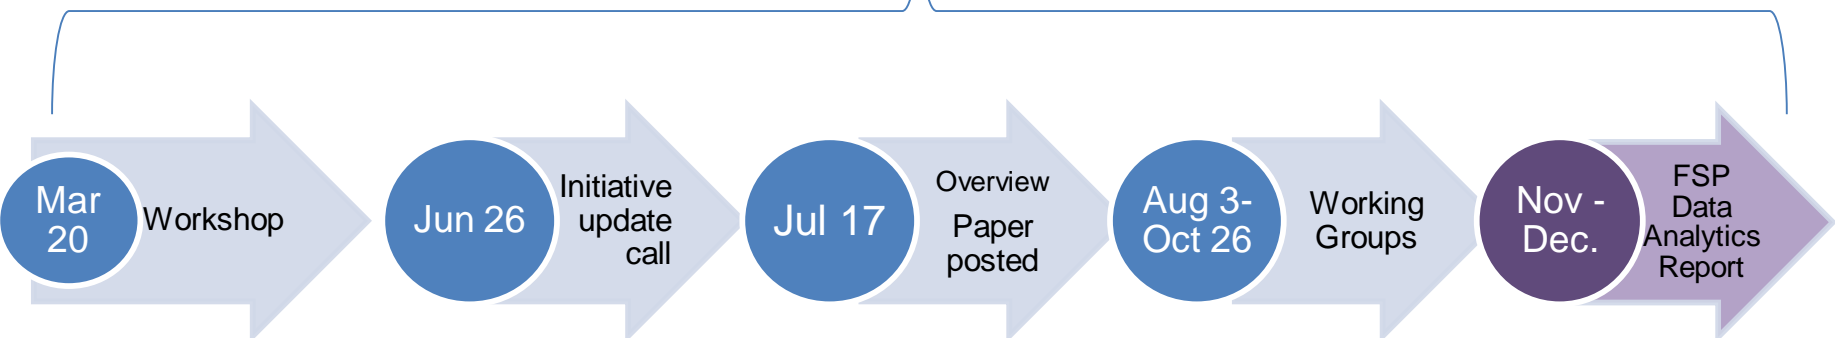 Mar
20
Workshop
Jun 26
Initiative
update
call
Jul 17
Overview
Paper
posted
Aug 3-
Oct 26
Working
Groups
Nov -
Dec.
FSP
Data
Analytics
Report